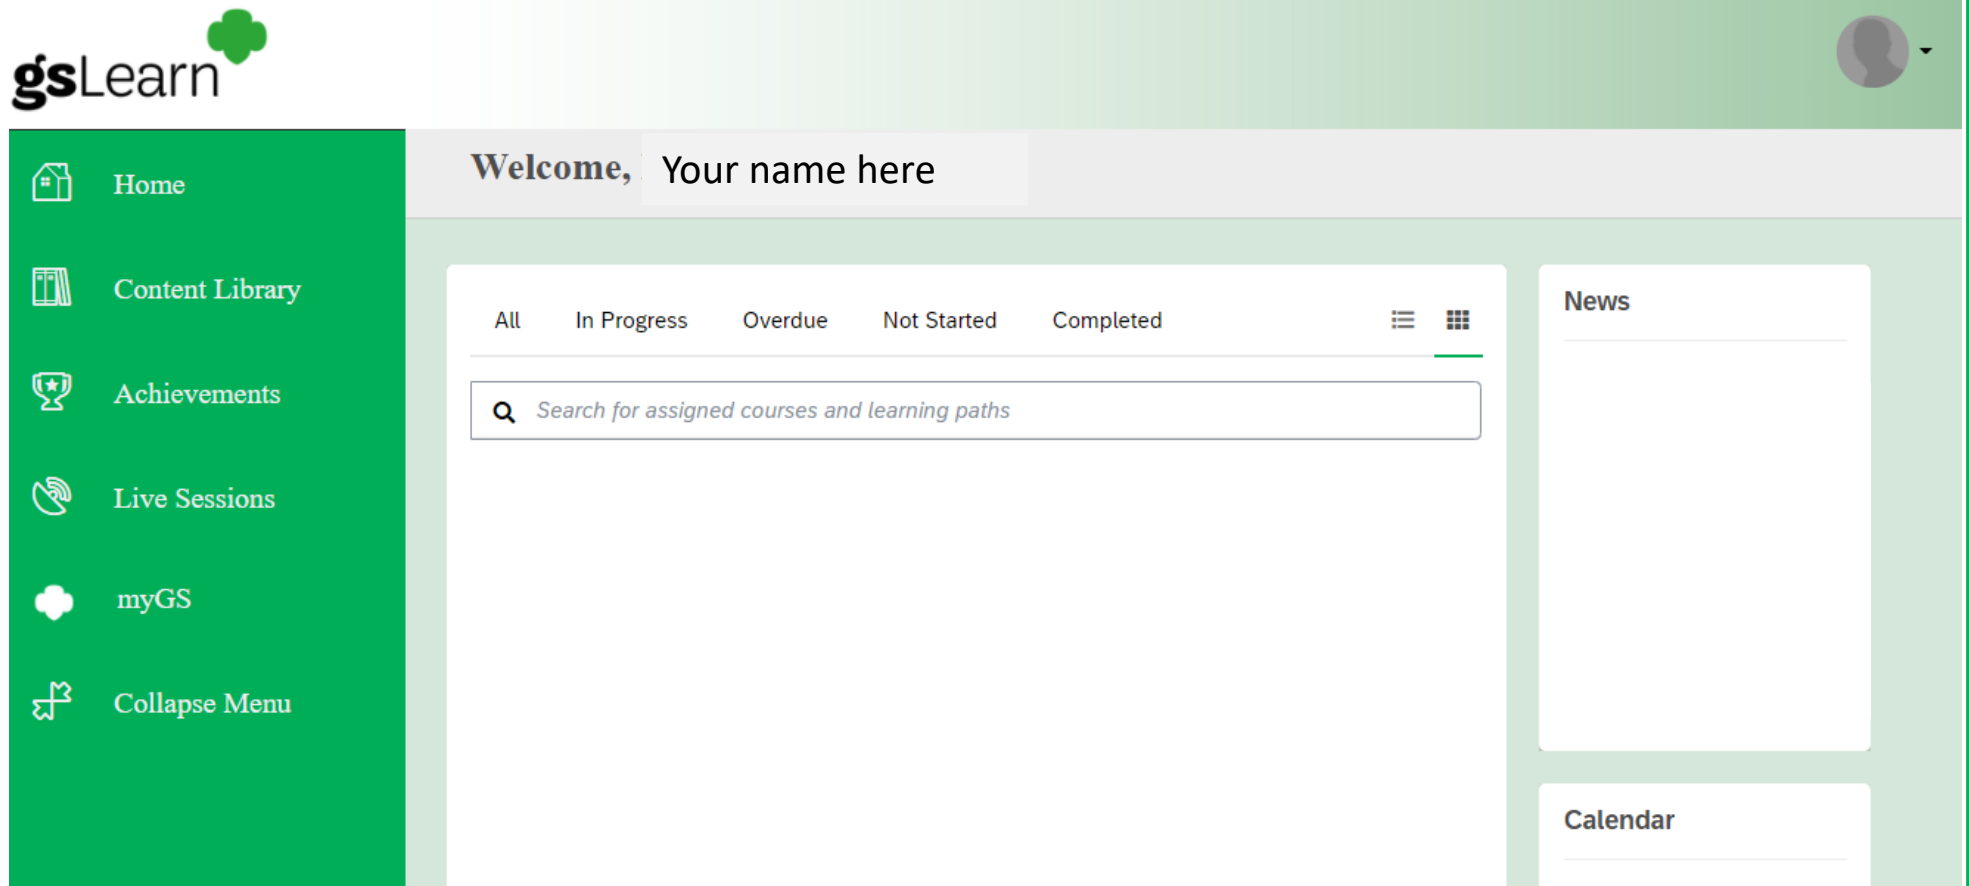 gsLearn
Home
Content Library
Achievements
Live Sessions
myGS
Collapse Menu
Welcome, Your name here
All In Progress Overdue Not Started Completed
Search for assigned courses and learning paths
News
Calendar